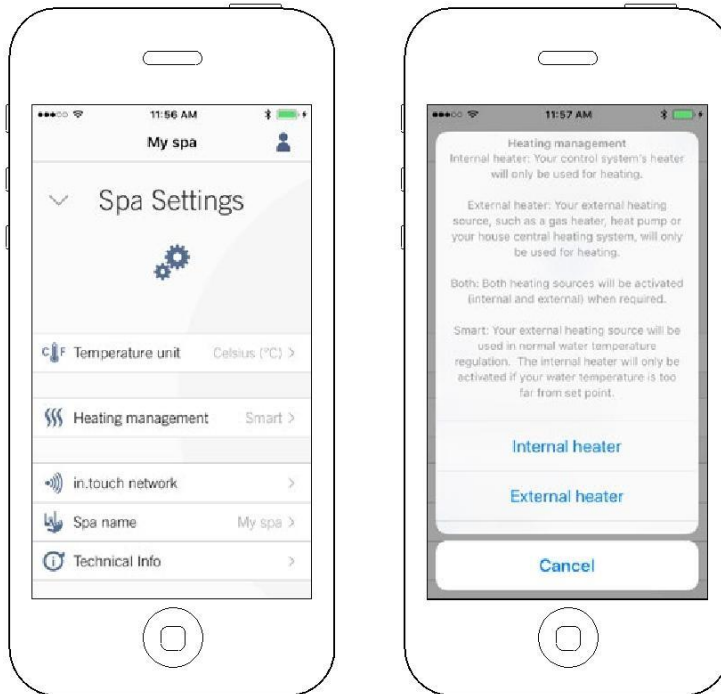 11:56 AM
My spa
Spa Settings
C F Temperature unit Celsius (°C) >
Heating management Smart >
in.touch network >
Spa name My spa >
Technical Info >
11:57 AM
Heating management
Internal heater: Your control system's heater
will only be used for heating.
External heater: Your external heating
source, such as a gas heater, heat pump or
your house central heating system, will only
be used for heating.
Both: Both heating sources will be activated
(internal and external) when required.
Smart: Your external heating source will be
used in normal water temperature
regulation. The internal heater will only be
activated if your water temperature is too
far from set point.
Internal heater
External heater
Cancel